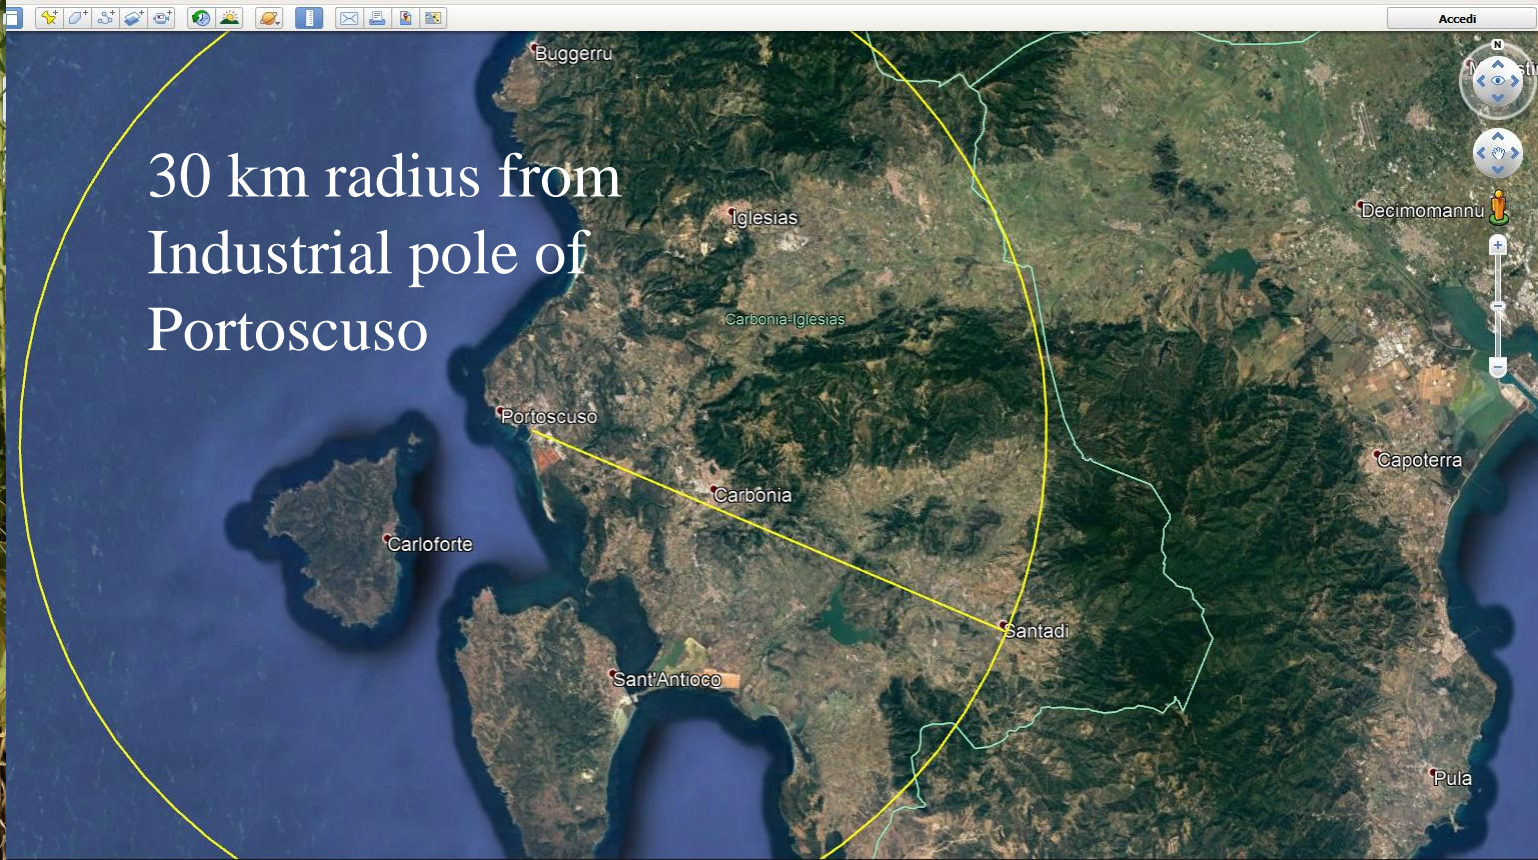 Accedi
N
Buggerru
30 km radius from
Industrial pole of
Portoscuso
Iglesias
Decimomannu
Carbonia-Iglesias
Portoscuso
Capoterra
Carbonia
Carloforte
Santadi
Sant'Antioco
Pula